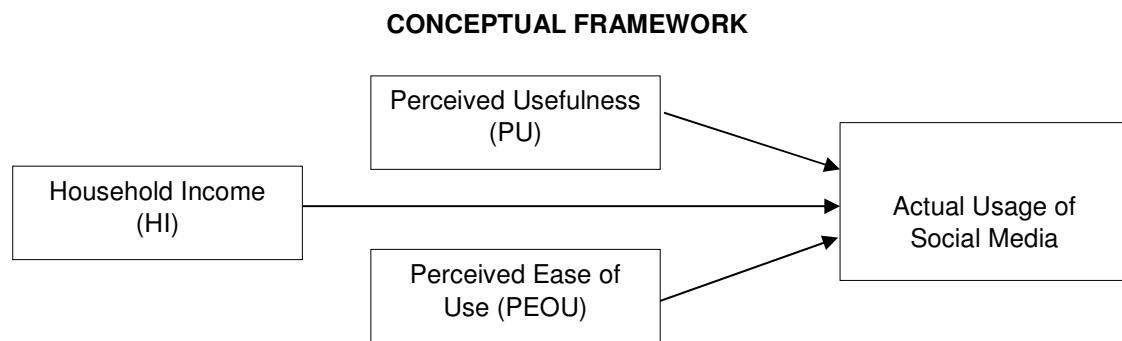 CONCEPTUAL FRAMEWORK
Perceived Usefulness
(PU)
Household Income
(HI)
Actual Usage of
Social Media
Perceived Ease of
Use (PEOU)